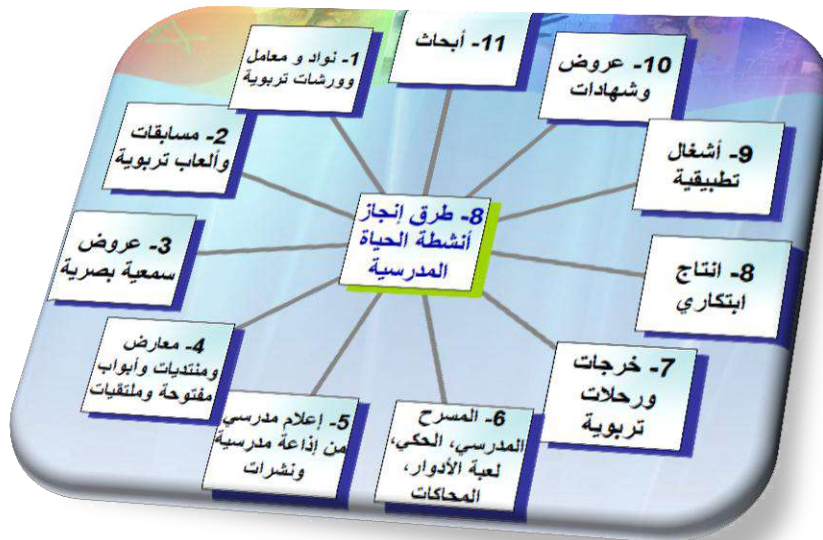 8- طرق إنجاز
أنشطة الحياة
المدرسية
1- نواد و معامل
وورشات تربوية
2- مسابقات
وألعاب تربوية
3- عروض
سمعية بصرية
4- معارض
ومنتديات وأبواب
مفتوحة وملتقيات
5- إعلام مدرسي
من إذاعة مدرسية
ونشرات
6- المسرح
المدرسي، الحكي،
لعبة الأدوار،
المحاكات
7- خرجات
ورحلات
تربوية
8- انتاج
ابتكاري
9- أشغال
تطبيقية
10- عروض
وشهادات
11- أبحاث